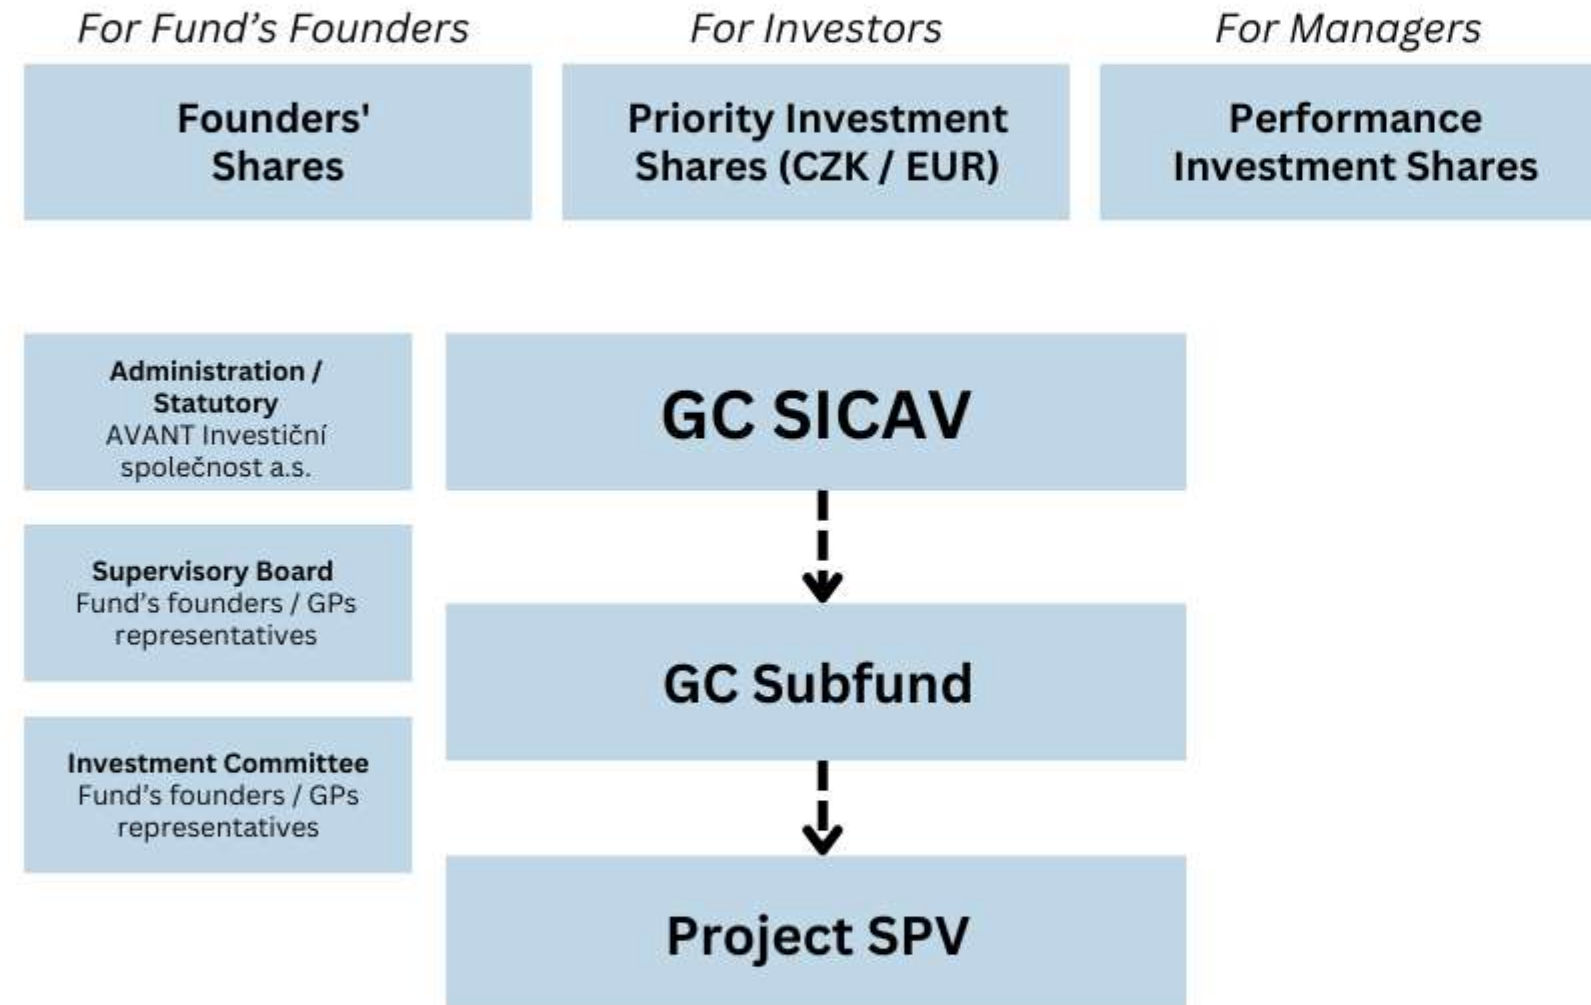 For Fund’s Founders
For Investors
For Managers
Founders'
Shares
Priority Investment
Shares (CZK / EUR)
Performance
Investment Shares
Administration /
Statutory
AVANT Investiční
společnost a.s.
GC SICAV
Supervisory Board
Fund’s founders / GPs
representatives
GC Subfund
Investment Committee
Fund’s founders / GPs
representatives
Project SPV